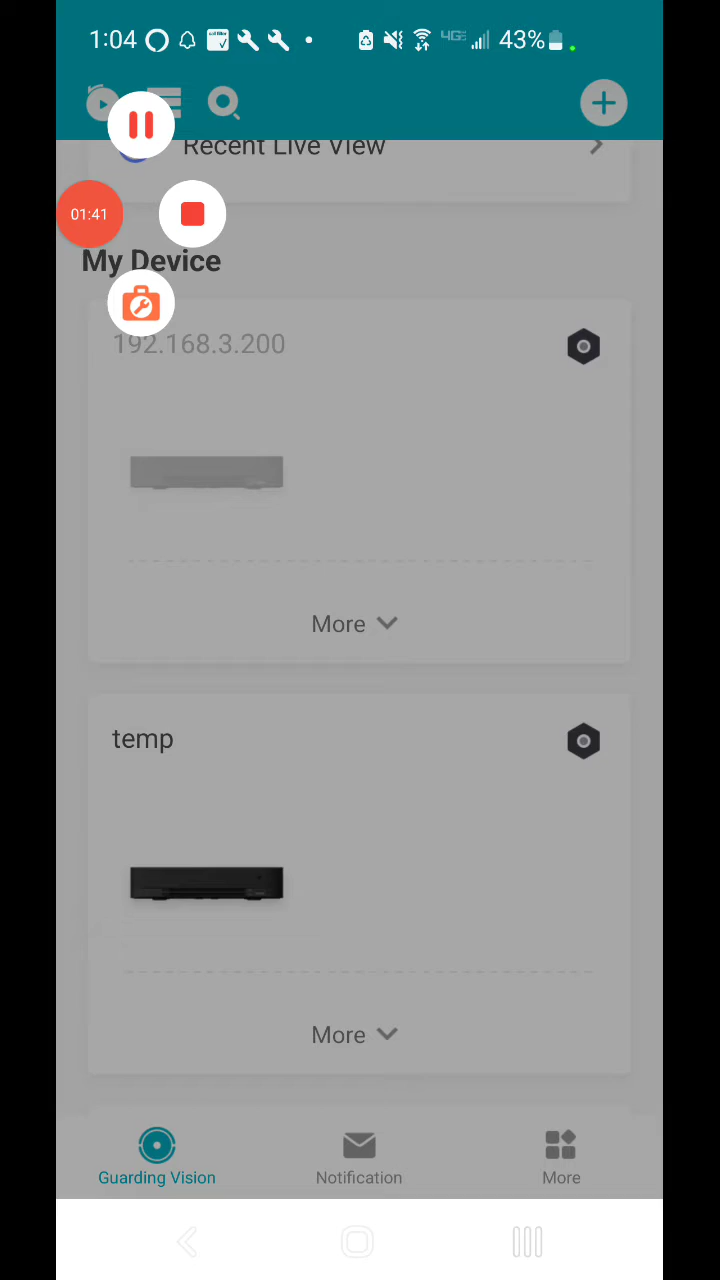 1:04
4GE 43%
Recent Live View
01:41
My Device
192.168.3.200
More
temp
More
Guarding Vision
Notification
More